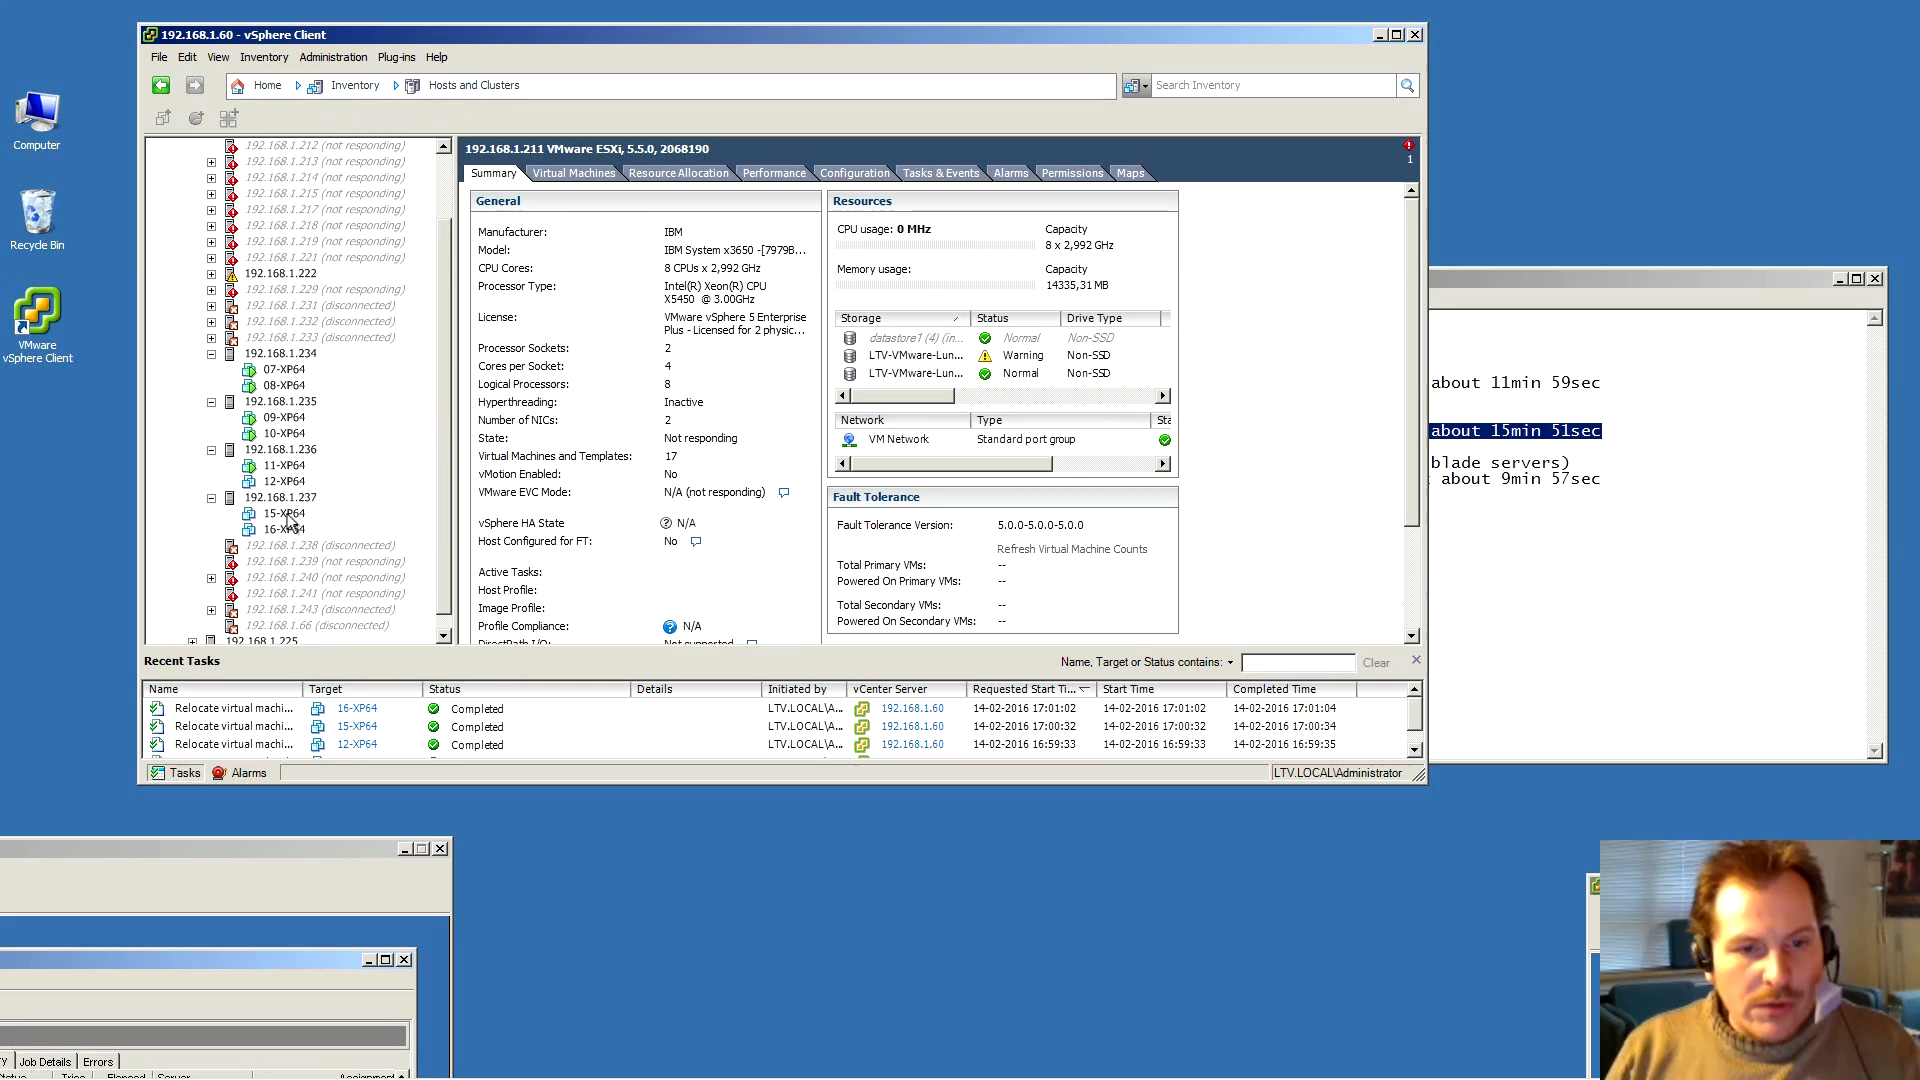 192.168.1.60 - vSphere Client
File Edit View Inventory Administration Plug-ins Help
Home Inventory Hosts and Clusters
Search Inventory
Computer
Recycle Bin
VMware
vSphere Client
192.168.1.212 (not responding)
192.168.1.213 (not responding)
192.168.1.214 (not responding)
192.168.1.215 (not responding)
192.168.1.217 (not responding)
192.168.1.218 (not responding)
192.168.1.219 (not responding)
192.168.1.221 (not responding)
192.168.1.222
192.168.1.229 (not responding)
192.168.1.231 (disconnected)
192.168.1.232 (disconnected)
192.168.1.233 (disconnected)
192.168.1.234
07-XP64
08-XP64
192.168.1.235
09-XP64
10-XP64
192.168.1.236
11-XP64
12-XP64
192.168.1.237
15-XP64
16-XP64
192.168.1.238 (disconnected)
192.168.1.239 (not responding)
192.168.1.240 (not responding)
192.168.1.241 (not responding)
192.168.1.243 (disconnected)
192.168.1.66 (disconnected)
192.168.1.225
192.168.1.211 VMware ESXi, 5.5.0, 2068190
1
Summary Virtual Machines Resource Allocation Performance Configuration Tasks & Events Alarms Permissions Maps
General
Manufacturer: IBM
Model: IBM System x3650 -[7979B...
CPU Cores: 8 CPUs x 2,992 GHz
Processor Type: Intel(R) Xeon(R) CPU
X5450 @ 3.00GHz
License: VMware vSphere 5 Enterprise
Plus - Licensed for 2 physic...
Processor Sockets: 2
Cores per Socket: 4
Logical Processors: 8
Hyperthreading: Inactive
Number of NICs: 2
State: Not responding
Virtual Machines and Templates: 17
vMotion Enabled: No
VMware EVC Mode: N/A (not responding)
vSphere HA State N/A
Host Configured for FT: No
Active Tasks:
Host Profile:
Image Profile:
Profile Compliance: N/A
DirectPath I/O: Not supported
Resources
CPU usage: 0 MHz Capacity
8 x 2,992 GHz
Memory usage: Capacity
14335,31 MB
Storage Status Drive Type
datastore1 (4) (in... Normal Non-SSD
LTV-VMware-Lun... Warning Non-SSD
LTV-VMware-Lun... Normal Non-SSD
Network Type Sta
VM Network Standard port group
Fault Tolerance
Fault Tolerance Version: 5.0.0-5.0.0-5.0.0
Refresh Virtual Machine Counts
Total Primary VMs: --
Powered On Primary VMs: --
Total Secondary VMs: --
Powered On Secondary VMs: --
Recent Tasks
Name, Target or Status contains: Clear
Name Target Status Details Initiated by vCenter Server Requested Start Ti... Start Time Completed Time
Relocate virtual machi... 16-XP64 Completed LTV.LOCAL\A... 192.168.1.60 14-02-2016 17:01:02 14-02-2016 17:01:02 14-02-2016 17:01:04
Relocate virtual machi... 15-XP64 Completed LTV.LOCAL\A... 192.168.1.60 14-02-2016 17:00:32 14-02-2016 17:00:33 14-02-2016 17:00:34
Relocate virtual machi... 12-XP64 Completed LTV.LOCAL\A... 192.168.1.60 14-02-2016 16:59:33 14-02-2016 16:59:33 14-02-2016 16:59:35
Tasks Alarms LTV.LOCAL\Administrator
about 11min 59sec
about 15min 51sec
blade servers)
about 9min 57sec
Job Details Errors
Tries Elapsed Server Assignment